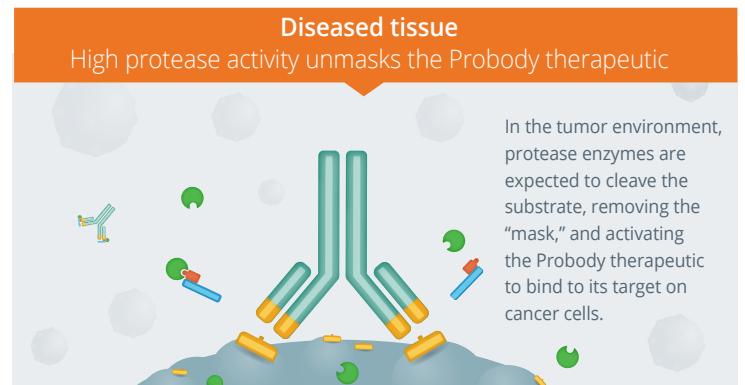 Diseased tissue
High protease activity unmasks the Probody therapeutic
In the tumor environment,
protease enzymes are
expected to cleave the
substrate, removing the
“mask,” and activating
the Probody therapeutic
to bind to its target on
cancer cells.